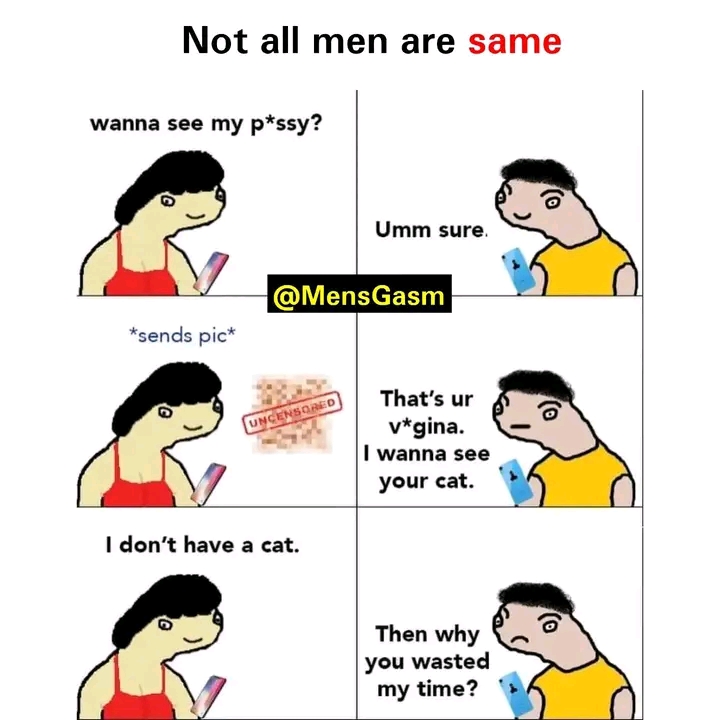 Not all men are same
wanna see my p*ssy?
Umm sure.
@MensGasm
*sends pic*
UNCENSORED
That's ur
v*gina.
I wanna see
your cat.
I don't have a cat.
Then why
you wasted
my time?